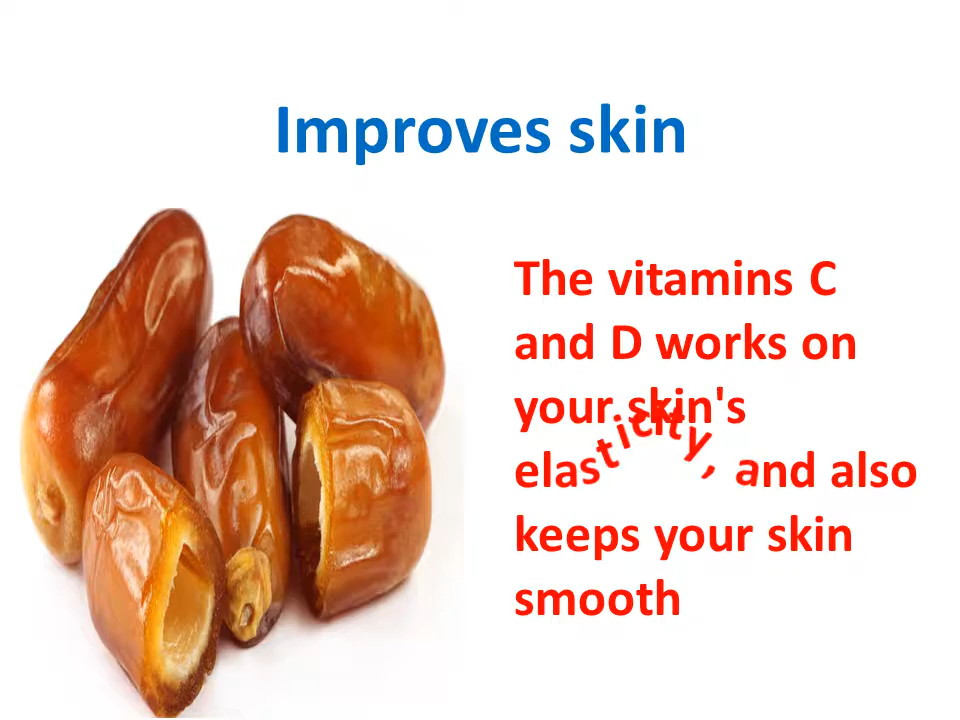 Improves skin
The vitamins C
and D works on
your skin's
elasticity, and also
keeps your skin
smooth